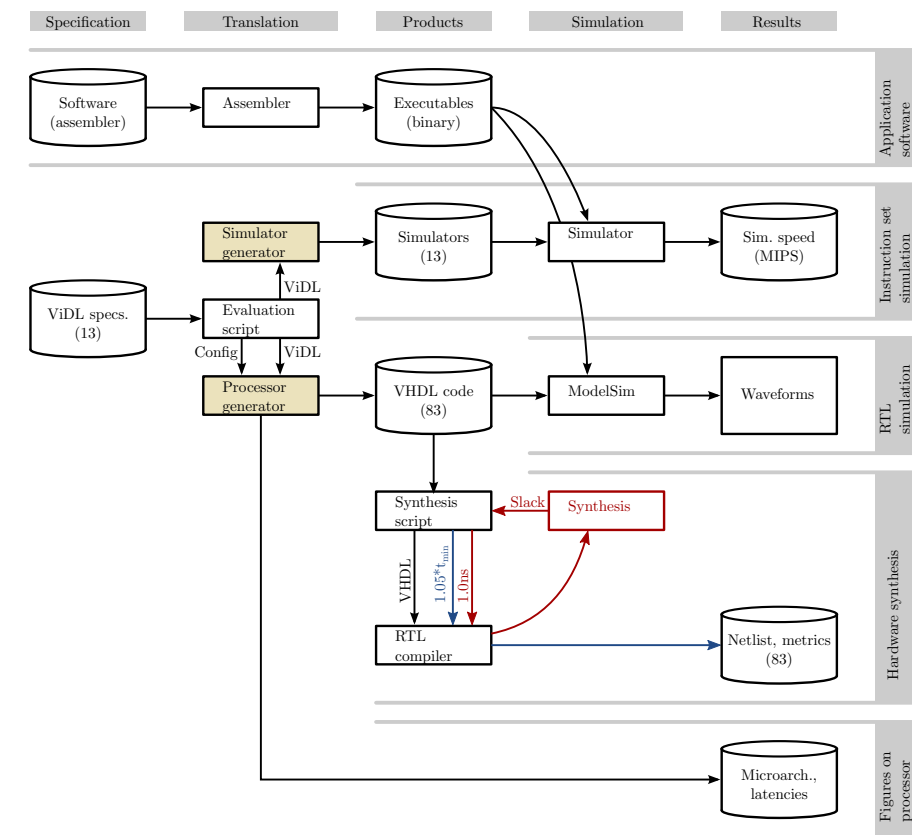 Specification
Translation
Products
Simulation
Results
Software
(assembler)
Assembler
Executables
(binary)
Application
software
Simulator
generator
Simulators
(13)
Simulator
Sim. speed
(MIPS)
Instruction set
simulation
ViDL
ViDL specs.
(13)
Evaluation
script
Config
ViDL
Processor
generator
VHDL code
(83)
ModelSim
Waveforms
RTL
simulation
Synthesis
script
Slack
Synthesis
VHDL
1.05*tmin
1.0ns
RTL
compiler
Netlist, metrics
(83)
Hardware synthesis
Microarch.,
latencies
Figures on
processor